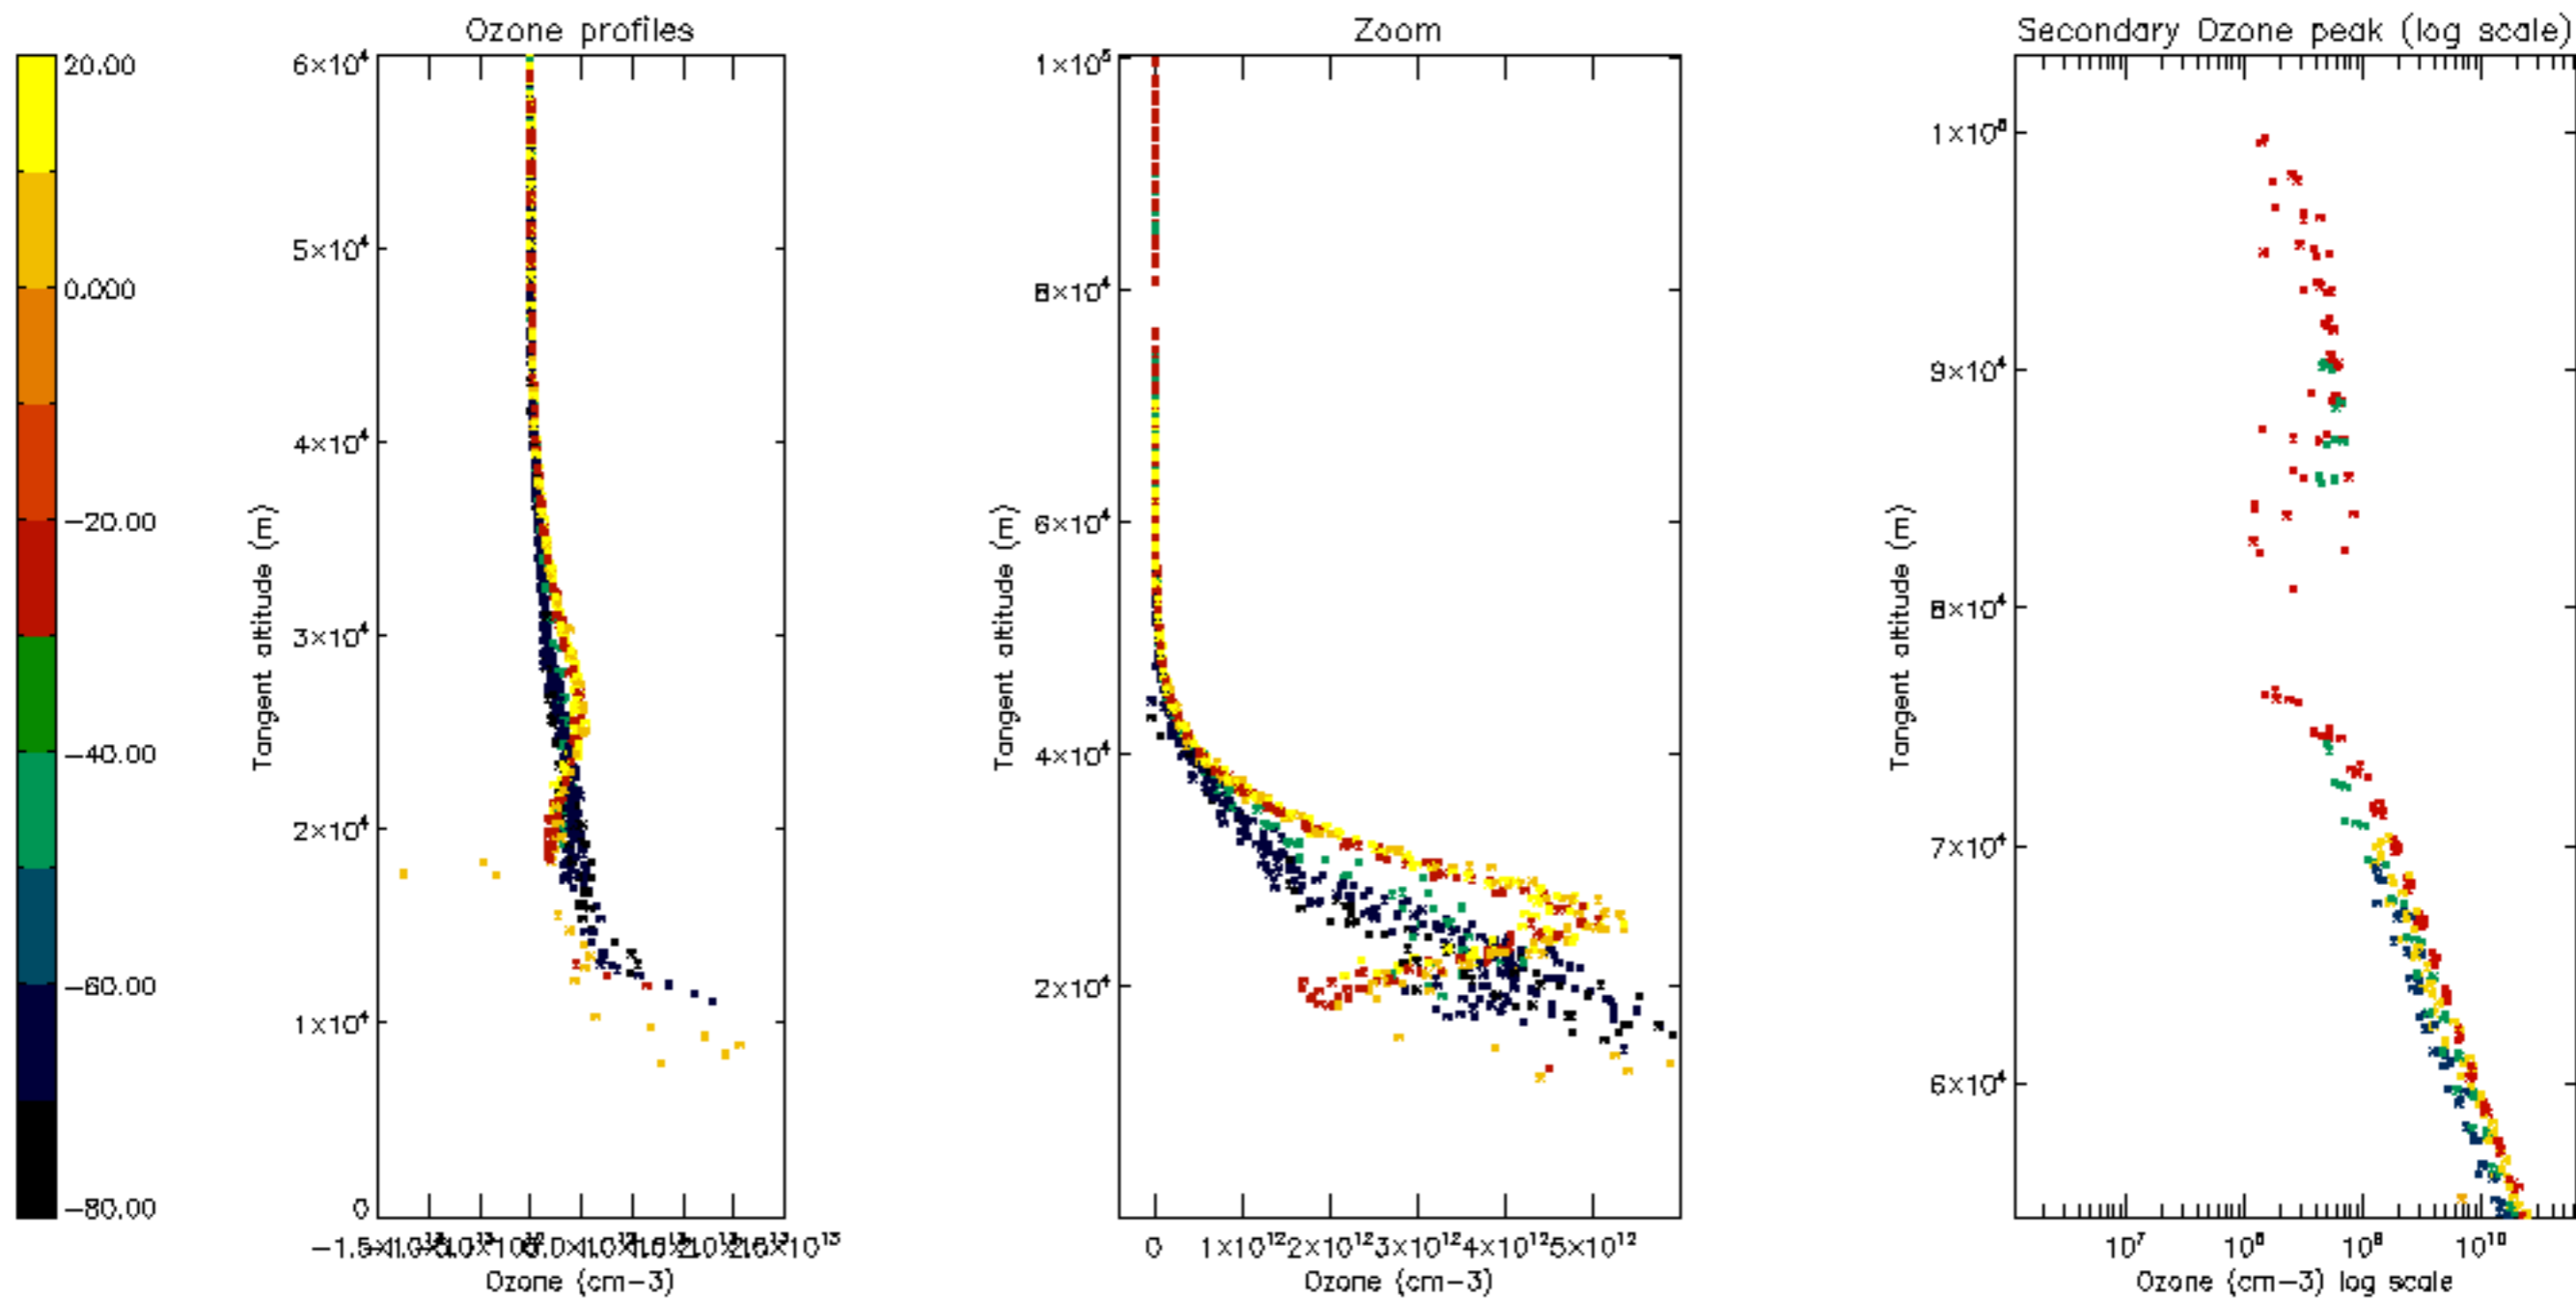 Ozone profiles
Zoom
Secondary Ozone peak (log scale)
20.00
0.000
−20.00
−40.00
−60.00
−80.00
6×10⁴
5×10⁴
4×10⁴
3×10⁴
2×10⁴
1×10⁴
0
Tangent altitude (m)
Ozone (cm−3)
1×10⁵
8×10⁴
6×10⁴
4×10⁴
2×10⁴
Tangent altitude (m)
0 1×10¹² 2×10¹² 3×10¹² 4×10¹² 5×10¹²
Ozone (cm−3)
9×10⁴
8×10⁴
7×10⁴
6×10⁴
Tangent altitude (m)
10⁷ 10⁸ 10⁹ 10¹⁰
Ozone (cm−3) log scale